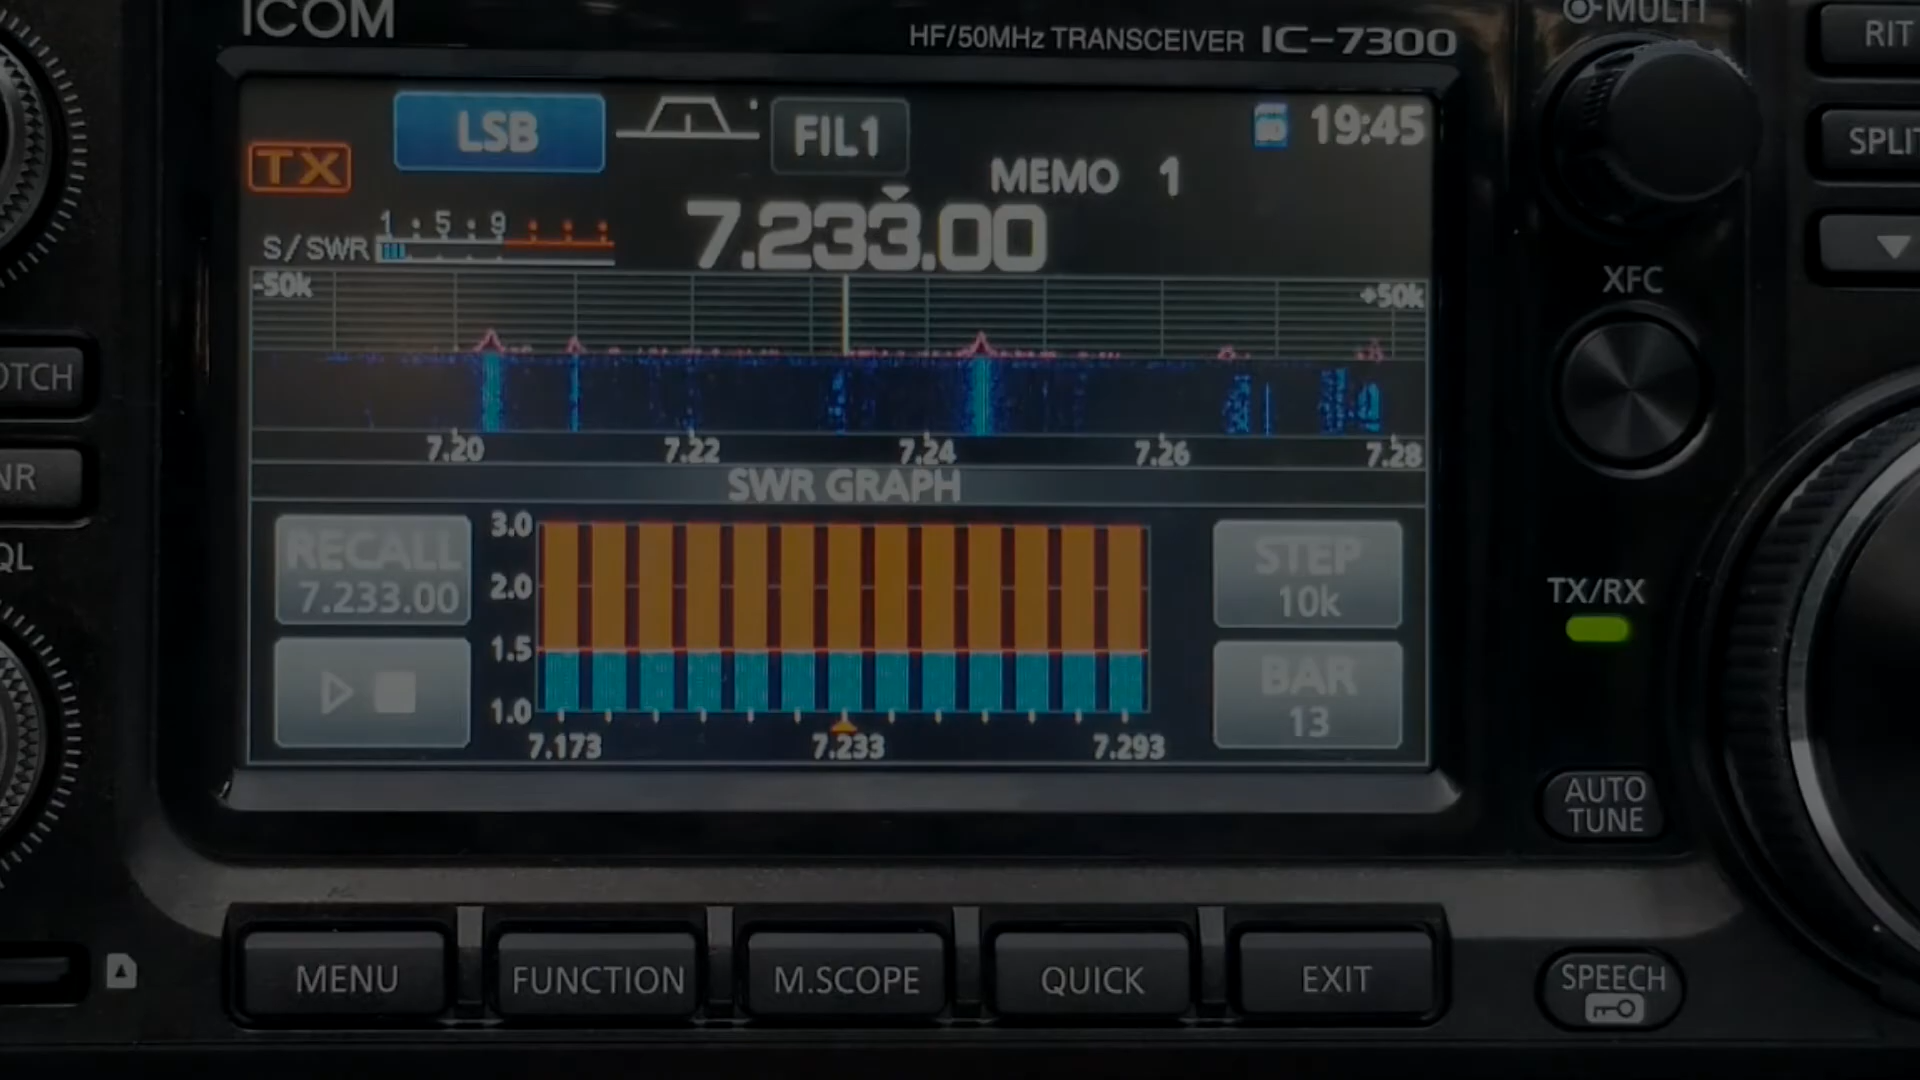 ICOM
HF/50MHz TRANSCEIVER IC-7300
MULTI
RIT
LSB
FIL1
19:45
SPLIT
TX
MEMO 1
1 5 9
7.233.00
S/SWR
XFC
-50k
+50k
7.20 7.22 7.24 7.26 7.28
SWR GRAPH
OTCH
NR
QL
RECALL
7.233.00
3.0
2.0
1.5
1.0
7.173 7.233 7.293
STEP
10k
BAR
13
TX/RX
AUTO
TUNE
MENU
FUNCTION
M.SCOPE
QUICK
EXIT
SPEECH